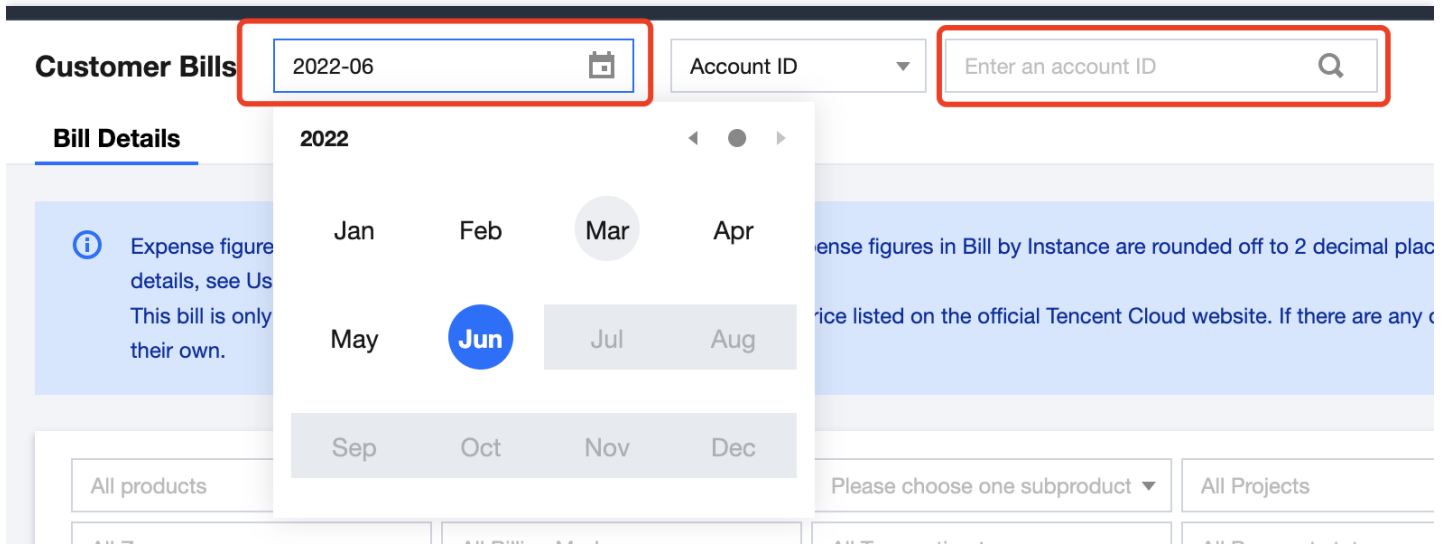 Customer Bills
2022-06
Account ID
Enter an account ID
Bill Details
2022
Jan Feb Mar Apr
May Jun Jul Aug
Sep Oct Nov Dec
Expense figure
ense figures in Bill by Instance are rounded off to 2 decimal plac
details, see Us
This bill is only
rice listed on the official Tencent Cloud website. If there are any
their own.
All products
Please choose one subproduct
All Projects